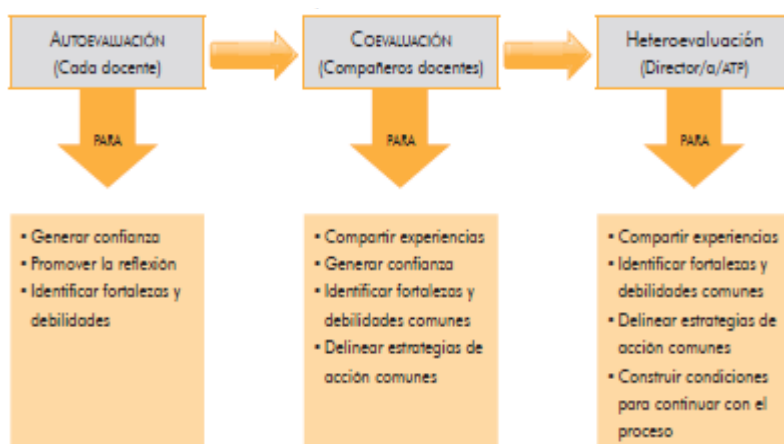 AUTOEVALUACIÓN
(Cada docente)
COEVALUACIÓN
(Compañeros docentes)
Heteroevaluación
(Director/a/ATP)
PARA
PARA
PARA
▪ Generar confianza
▪ Promover la reflexión
▪ Identificar fortalezas y
debilidades
▪ Compartir experiencias
▪ Generar confianza
▪ Identificar fortalezas y
debilidades comunes
▪ Delinear estrategias de
acción comunes
▪ Compartir experiencias
▪ Identificar fortalezas y
debilidades comunes
▪ Delinear estrategias de
acción comunes
▪ Construir condiciones
para continuar con el
proceso